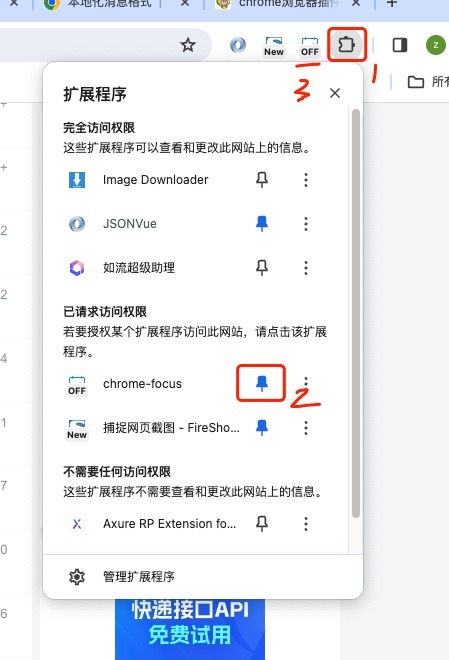 本地化消息格式
chrome浏览器插件
New
OFF
z
1
3
所有
扩展程序
完全访问权限
这些扩展程序可以查看和更改此网站上的信息。
Image Downloader
JSONVue
如流超级助理
已请求访问权限
若要授权某个扩展程序访问此网站，请点击该扩展
程序。
OFF
chrome-focus
2
New
捕捉网页截图 - FireSho...
不需要任何访问权限
这些扩展程序不需要查看和更改此网站上的信息。
Axure RP Extension fo...
管理扩展程序
+
+
2
2
4
1
7
0
6
快递接口API
免费试用